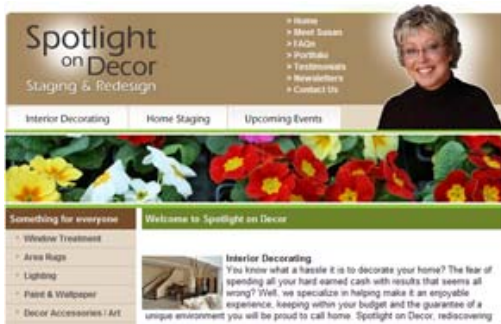 Spotlight
on Decor
Staging & Redesign
> Home
> Meet Susan
> FAQs
> Portfolio
> Testimonials
> Newsletters
> Contact Us
Interior Decorating Home Staging Upcoming Events
Something for everyone
Window Treatment
Area Rugs
Lighting
Paint & Wallpaper
Decor Accessories / Art
Welcome to Spotlight on Decor
Interior Decorating
You know what a hassle it is to decorate your home? The fear of
spending all your hard earned cash with results that seems all
wrong? Well, we specialize in helping make it an enjoyable
experience, keeping within your budget and the guarantee of a
unique environment you will be proud to call home. Spotlight on Decor, rediscovering